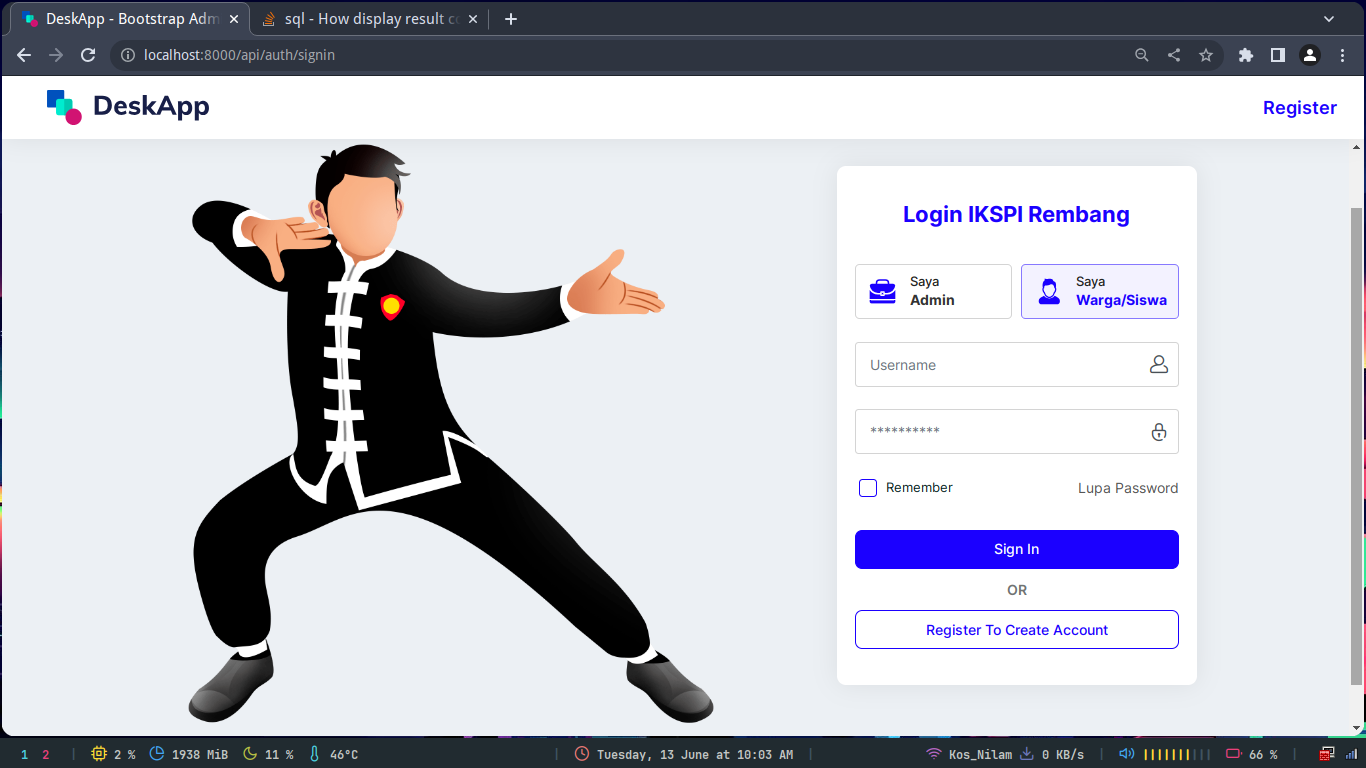 DeskApp - Bootstrap Adm
sql - How display result co
localhost:8000/api/auth/signin
DeskApp
Register
Login IKSPI Rembang
Saya
Admin
Saya
Warga/Siswa
Username
**********
Remember
Lupa Password
Sign In
OR
Register To Create Account
1 2 | 2 % 1938 MiB 11 % 46°C | Tuesday, 13 June at 10:03 AM | Kos_Nilam 0 KB/s | 66 % |